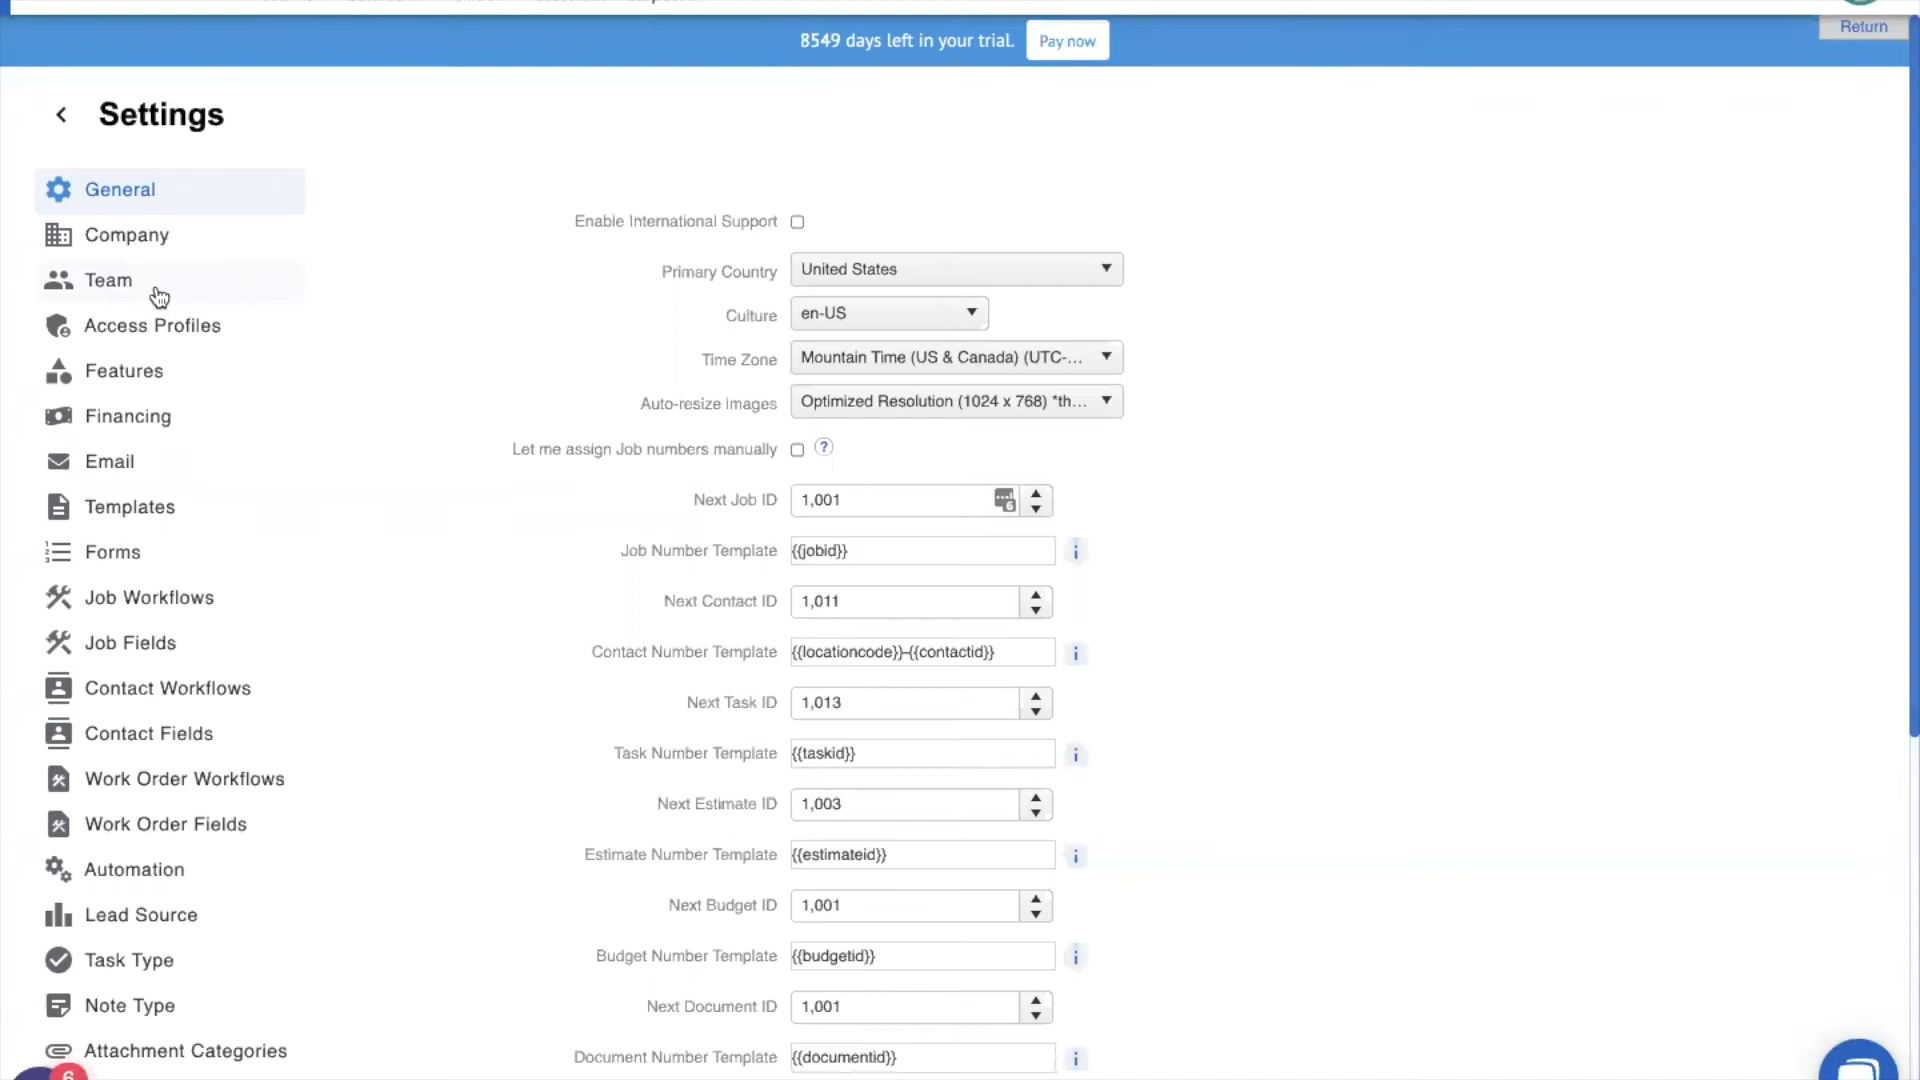 8549 days left in your trial. Pay now
Return
Settings
General
Company
Team
Access Profiles
Features
Financing
Email
Templates
Forms
Job Workflows
Job Fields
Contact Workflows
Contact Fields
Work Order Workflows
Work Order Fields
Automation
Lead Source
Task Type
Note Type
Attachment Categories
6
Enable International Support
Primary Country United States
Culture en-US
Time Zone Mountain Time (US & Canada) (UTC-...
Auto-resize Images Optimized Resolution (1024 x 768) *th...
Let me assign Job numbers manually ?
Next Job ID 1,001 6
Job Number Template {{jobid}} i
Next Contact ID 1,011
Contact Number Template {{locationcode}}-{{contactid}} i
Next Task ID 1,013
Task Number Template {{taskid}} i
Next Estimate ID 1,003
Estimate Number Template {{estimateid}} i
Next Budget ID 1,001
Budget Number Template {{budgetid}} i
Next Document ID 1,001
Document Number Template {{documentid}} i